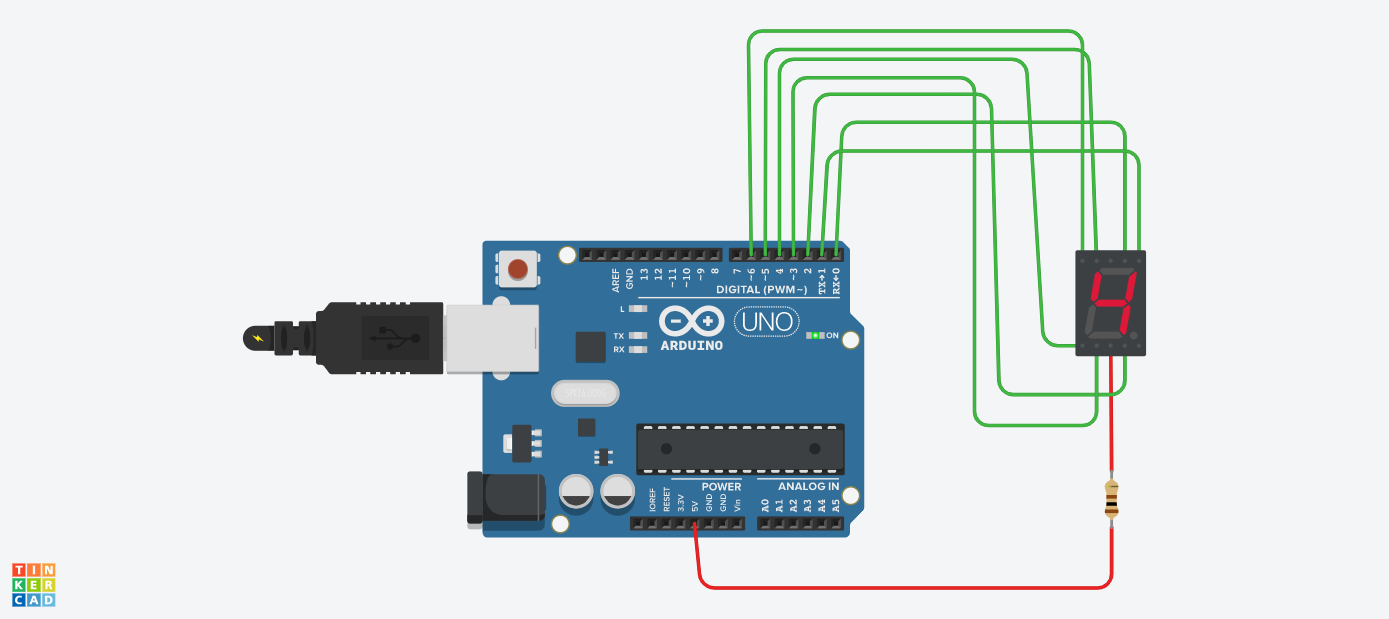 AREF
GND
13
12
~11
~10
~9
8
7
~6
~5
4
~3
2
TX→1
RX←0
DIGITAL (PWM~)
L
TX
RX
UNO
ON
ARDUINO
POWER
ANALOG IN
IOREF
RESET
3.3V
5V
GND
GND
Vin
A0
A1
A2
A3
A4
A5
TIN
KER
CAD